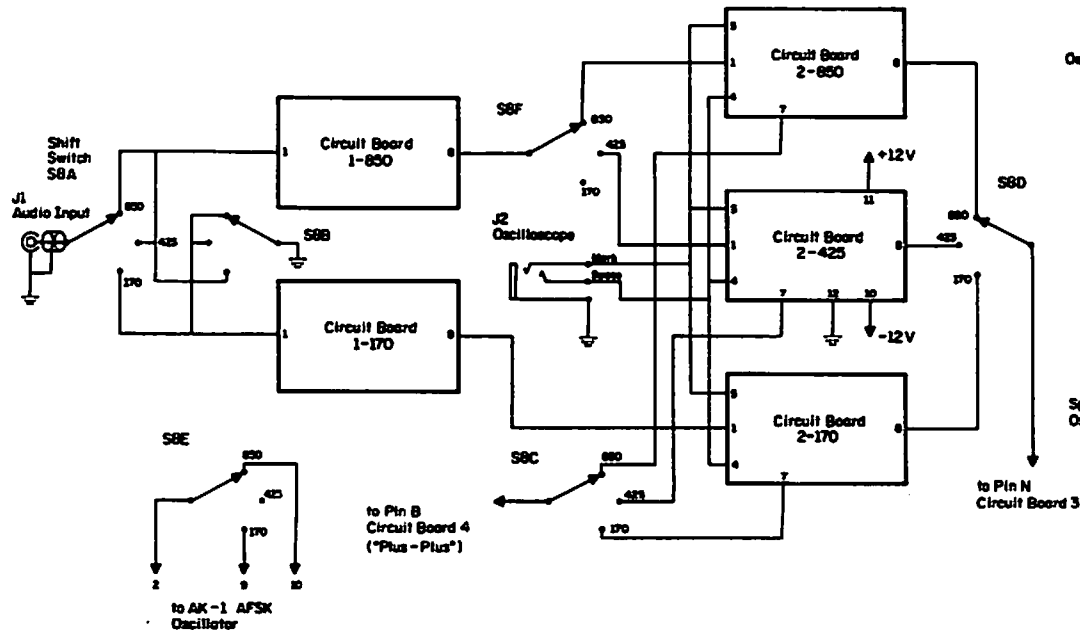 Shift
Switch
S8A
J1
Audio Input
850
425
170
S8B
1
Circuit Board
1-850
8
1
Circuit Board
1-170
8
S8F
850
425
170
J2
Oscilloscope
Mark
Space
5
1
4
Circuit Board
2-850
7
8
+12V
11
5
1
4
Circuit Board
2-425
7
12
10
8
-12V
5
1
4
Circuit Board
2-170
7
8
S8D
850
425
170
to Pin N
Circuit Board 3
S8E
850
425
170
2
9
10
to AK-1 AFSK
Oscillator
S8C
850
425
170
to Pin B
Circuit Board 4
("Plus-Plus")